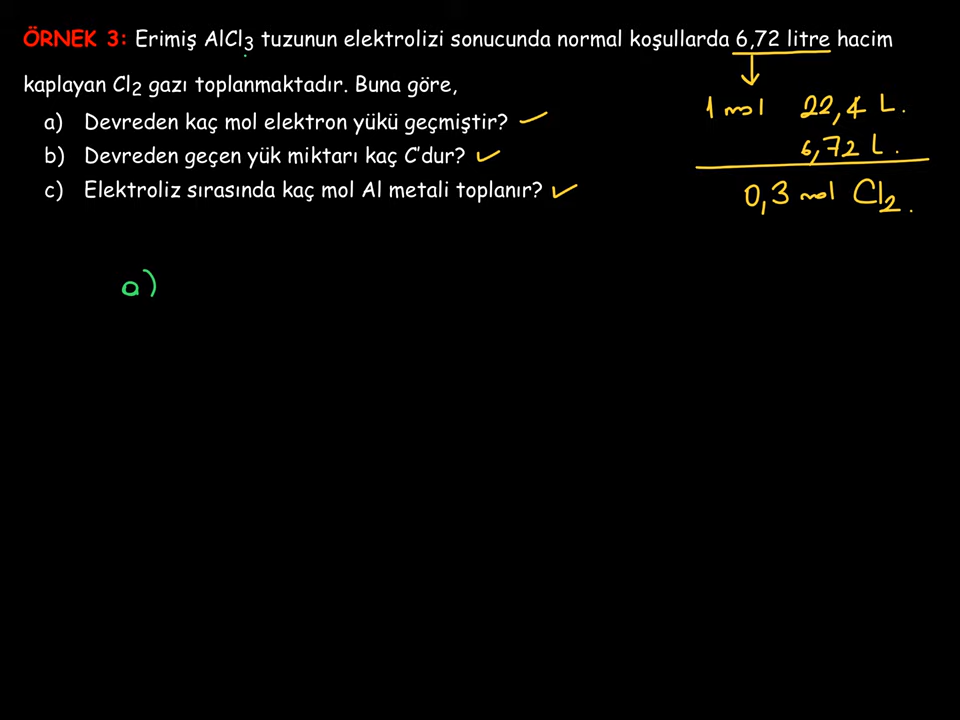 ÖRNEK 3: Erimiş AlCl3 tuzunun elektrolizi sonucunda normal koşullarda 6,72 litre hacim
kaplayan Cl2 gazı toplanmaktadır. Buna göre,
a) Devreden kaç mol elektron yükü geçmiştir?
b) Devreden geçen yük miktarı kaç C'dur?
c) Elektroliz sırasında kaç mol Al metali toplanır?
1 mol 22,4 L.
6,72 L.
0,3 mol Cl2.
a)